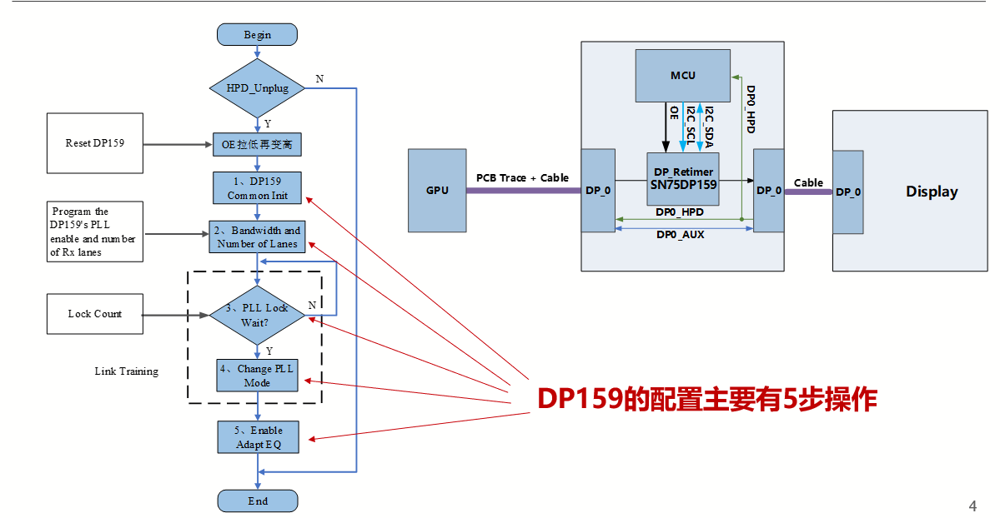 Begin
HPD_Unplug
N
Y
Reset DP159
OE拉低再变高
1、DP159
Common Init
Program the
DP159's PLL
enable and number
of Rx lanes
2、Bandwidth and
Number of Lanes
Lock Count
3、PLL Lock
Wait?
N
Y
Link Training
4、Change PLL
Mode
5、Enable
Adapt EQ
End
MCU
OE
I2C_SCL
I2C_SDA
DP0_HPD
GPU
PCB Trace + Cable
DP_0
DP_Retimer
SN75DP159
DP_0
DP0_HPD
DP0_AUX
Cable
DP_0
Display
DP159的配置主要有5步操作
4